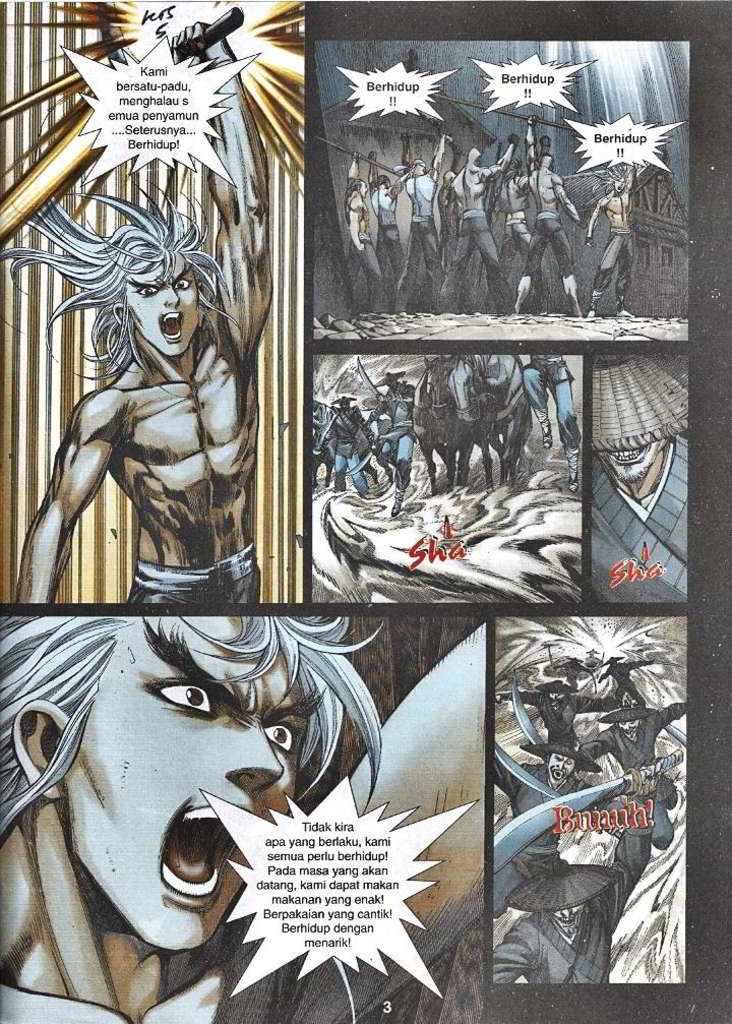 Kami
bersatu-padu,
menghalau s
emua penyamun
....Seterusnya...
Berhidup!
Berhidup
!!
Berhidup
!!
Berhidup
!!
Sha
Sha
Tidak kira
apa yang berlaku, kami
semua perlu berhidup!
Pada masa yang akan
datang, kami dapat makan
makanan yang enak!
Berpakaian yang cantik!
Berhidup dengan
menarik!
Bunuh!
3